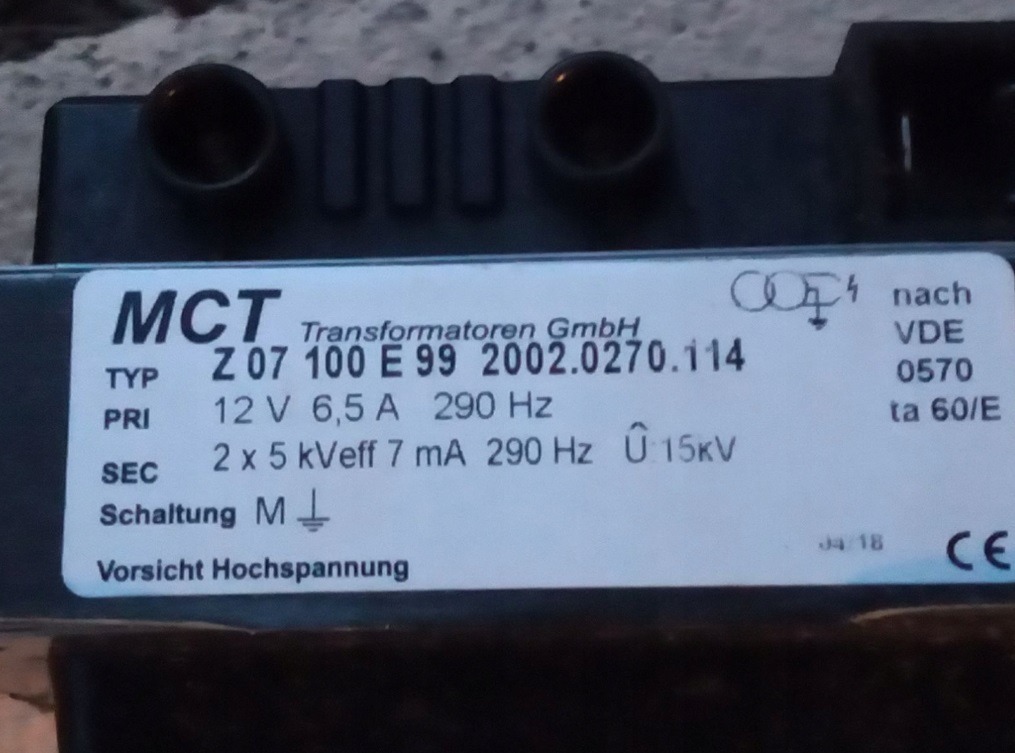 MCT Transformatoren GmbH
TYP Z 07 100 E 99 2002.0270.114
PRI 12 V 6,5 A 290 Hz
SEC 2 x 5 kVeff 7 mA 290 Hz Û 15KV
Schaltung M
Vorsicht Hochspannung
nach
VDE
0570
ta 60/E
04/18
CE